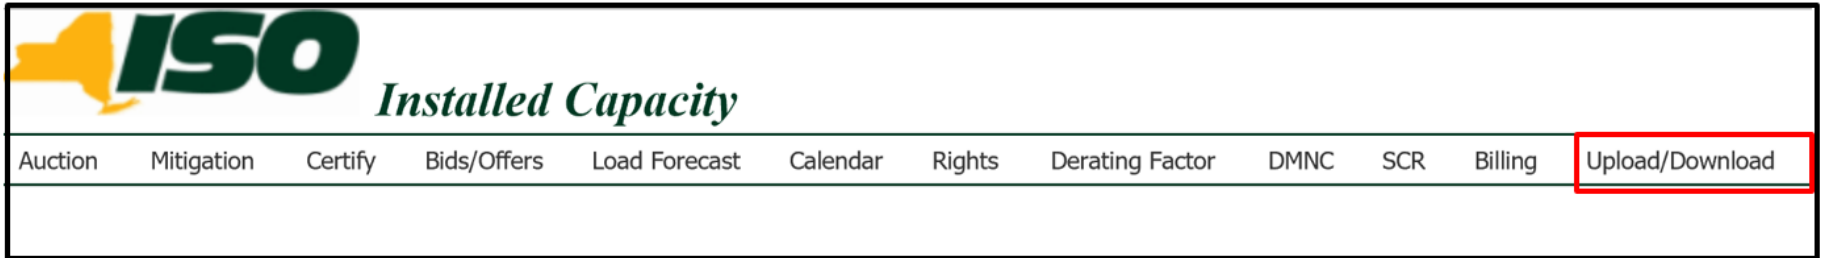 ISO
Installed Capacity
Auction Mitigation Certify Bids/Offers Load Forecast Calendar Rights Derating Factor DMNC SCR Billing Upload/Download